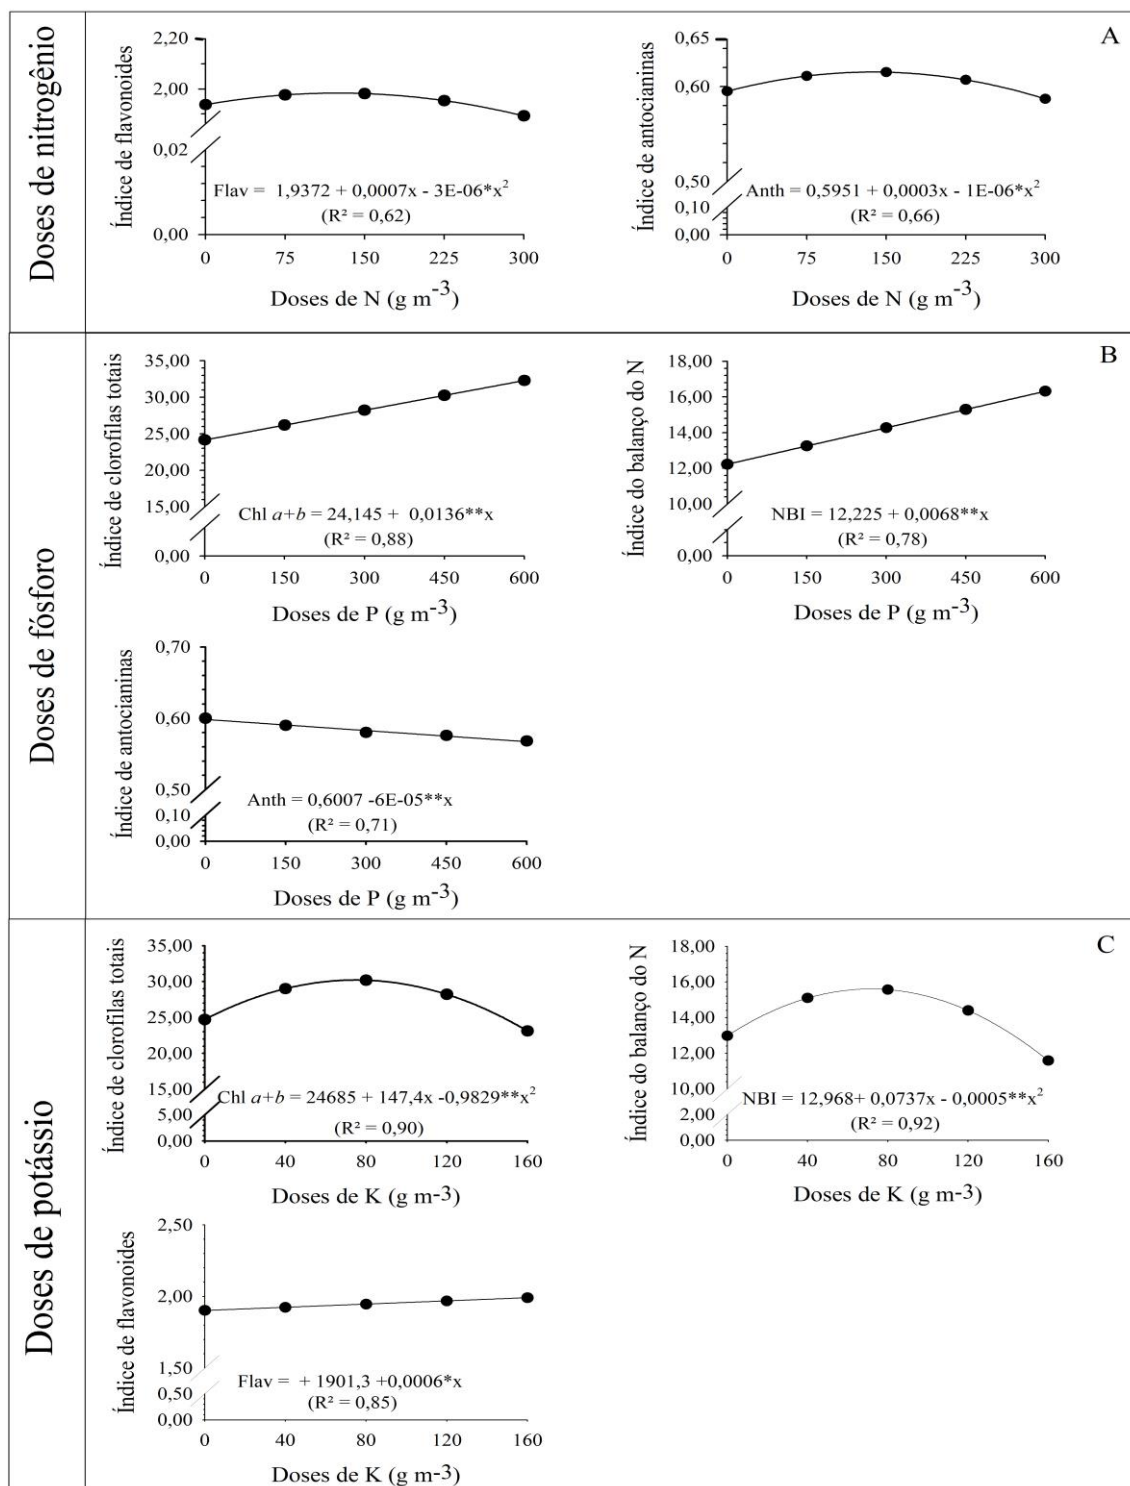 Doses de nitrogênio
A
Índice de flavonoides
2,20
2,00
0,02
0,00
Flav = 1,9372 + 0,0007x - 3E-06*x²
(R² = 0,62)
0 75 150 225 300
Doses de N (g m⁻³)
Índice de antocianinas
0,65
0,60
0,50
0,10
0,00
Anth = 0,5951 + 0,0003x - 1E-06*x²
(R² = 0,66)
0 75 150 225 300
Doses de N (g m⁻³)
Doses de fósforo
B
Índice de clorofilas totais
35,00
30,00
25,00
20,00
15,00
0,00
Chl a+b = 24,145 + 0,0136**x
(R² = 0,88)
0 150 300 450 600
Doses de P (g m⁻³)
Índice do balanço do N
18,00
16,00
14,00
12,00
10,00
0,00
NBI = 12,225 + 0,0068**x
(R² = 0,78)
0 150 300 450 600
Doses de P (g m⁻³)
Índice de antocianinas
0,70
0,60
0,50
0,10
0,00
Anth = 0,6007 -6E-05**x
(R² = 0,71)
0 150 300 450 600
Doses de P (g m⁻³)
Doses de potássio
C
Índice de clorofilas totais
35,00
30,00
25,00
20,00
15,00
5,00
0,00
Chl a+b = 24685 + 147,4x -0,9829**x²
(R² = 0,90)
0 40 80 120 160
Doses de K (g m⁻³)
Índice do balanço do N
18,00
16,00
14,00
12,00
10,00
2,00
0,00
NBI = 12,968+ 0,0737x - 0,0005**x²
(R² = 0,92)
0 40 80 120 160
Doses de K (g m⁻³)
Índice de flavonoides
2,50
2,00
1,50
0,50
0,00
Flav = + 1901,3 +0,0006*x
(R² = 0,85)
0 40 80 120 160
Doses de K (g m⁻³)